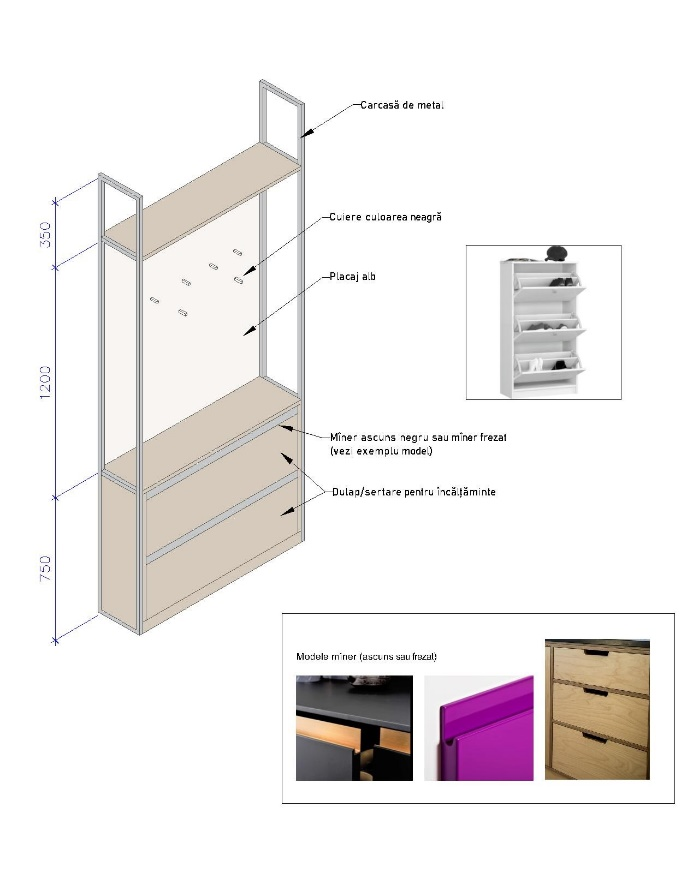 Carcasă de metal
350
Cuiere culoarea neagră
Placaj alb
1200
Mîner ascuns negru sau mîner frezat
(vezi exemplu model)
Dulap/sertare pentru încălțăminte
750
Modele mîner (ascuns sau frezat)